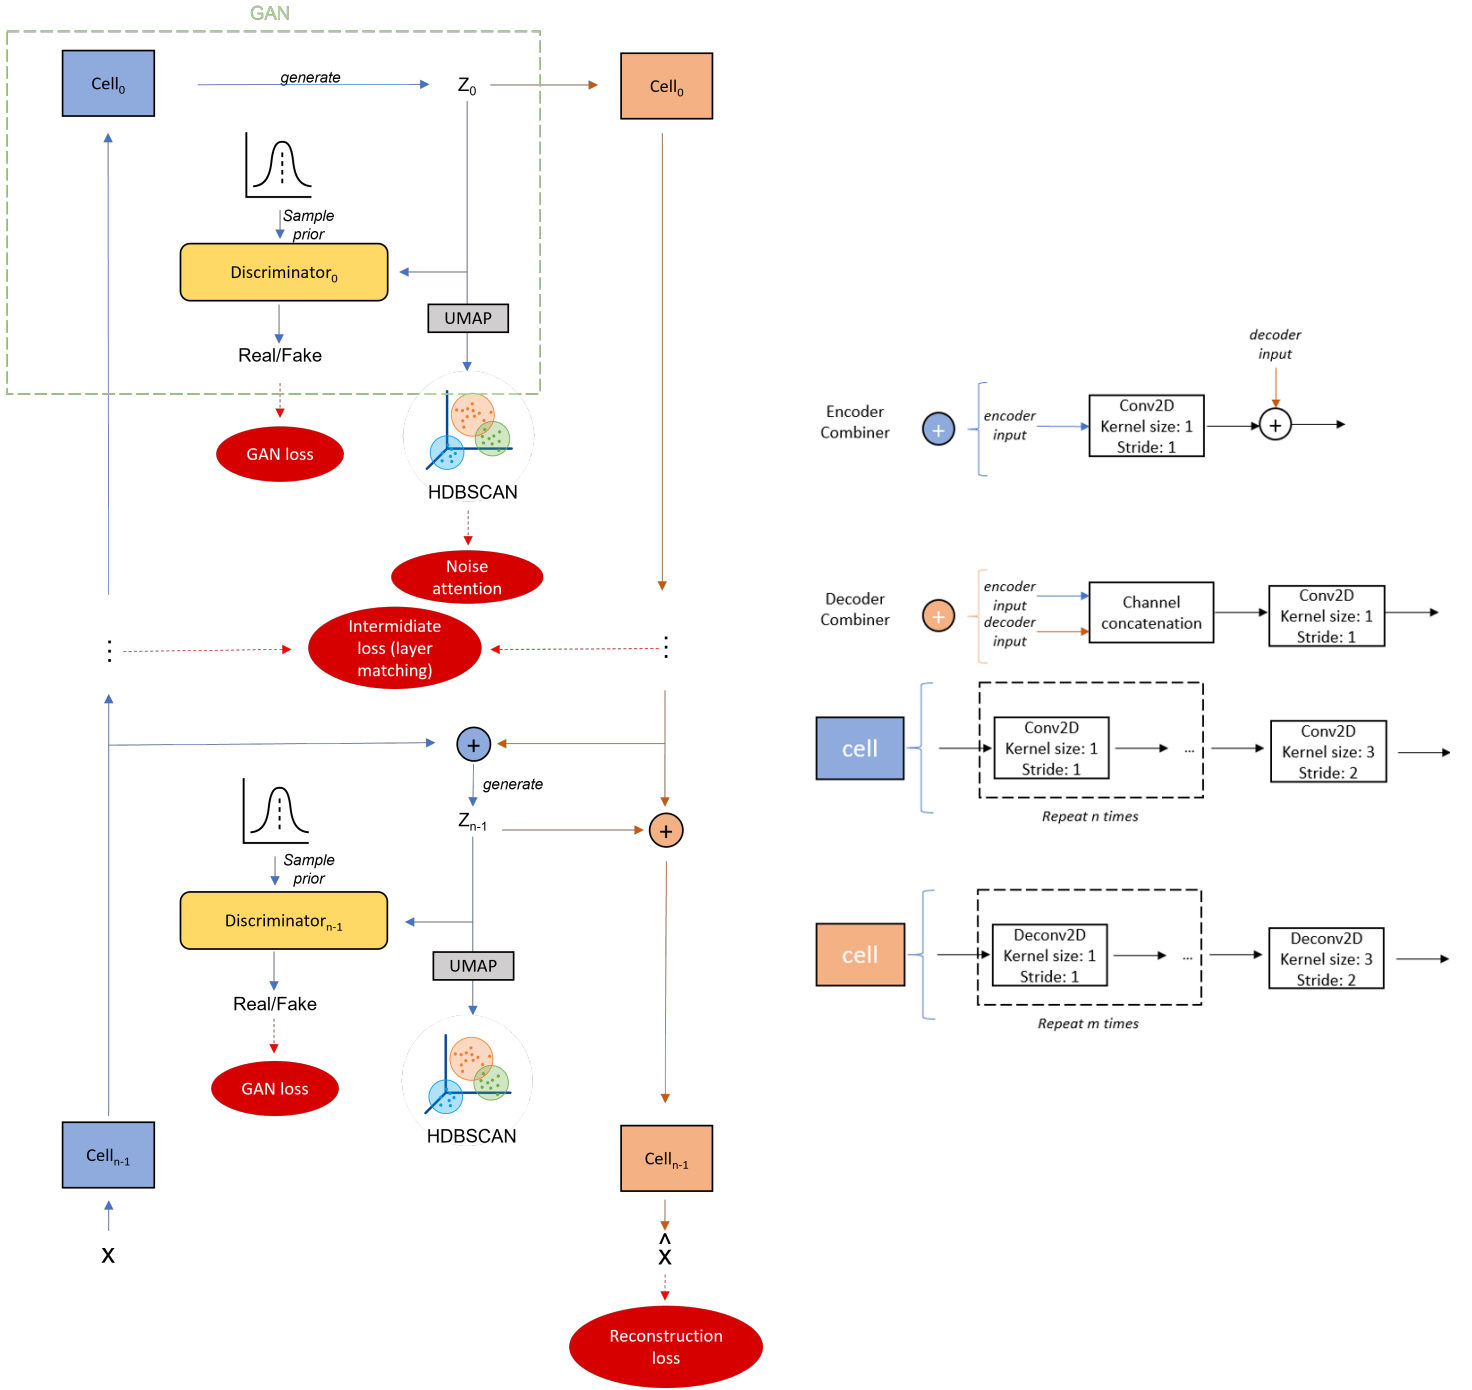 GAN
Cell0
generate
Z0
Cell0
Sample
prior
Discriminator0
UMAP
Real/Fake
GAN loss
HDBSCAN
Noise
attention
Intermidiate
loss (layer
matching)
⋮
⋮
+
generate
Zn-1
+
Sample
prior
Discriminatorn-1
UMAP
Real/Fake
GAN loss
HDBSCAN
Celln-1
Celln-1
X
^
X
Reconstruction
loss
decoder
input
Encoder
Combiner
+
encoder
input
Conv2D
Kernel size: 1
Stride: 1
+
Decoder
Combiner
+
encoder
input
decoder
input
Channel
concatenation
Conv2D
Kernel size: 1
Stride: 1
cell
Conv2D
Kernel size: 1
Stride: 1
...
Conv2D
Kernel size: 3
Stride: 2
Repeat n times
cell
Deconv2D
Kernel size: 1
Stride: 1
...
Deconv2D
Kernel size: 3
Stride: 2
Repeat m times